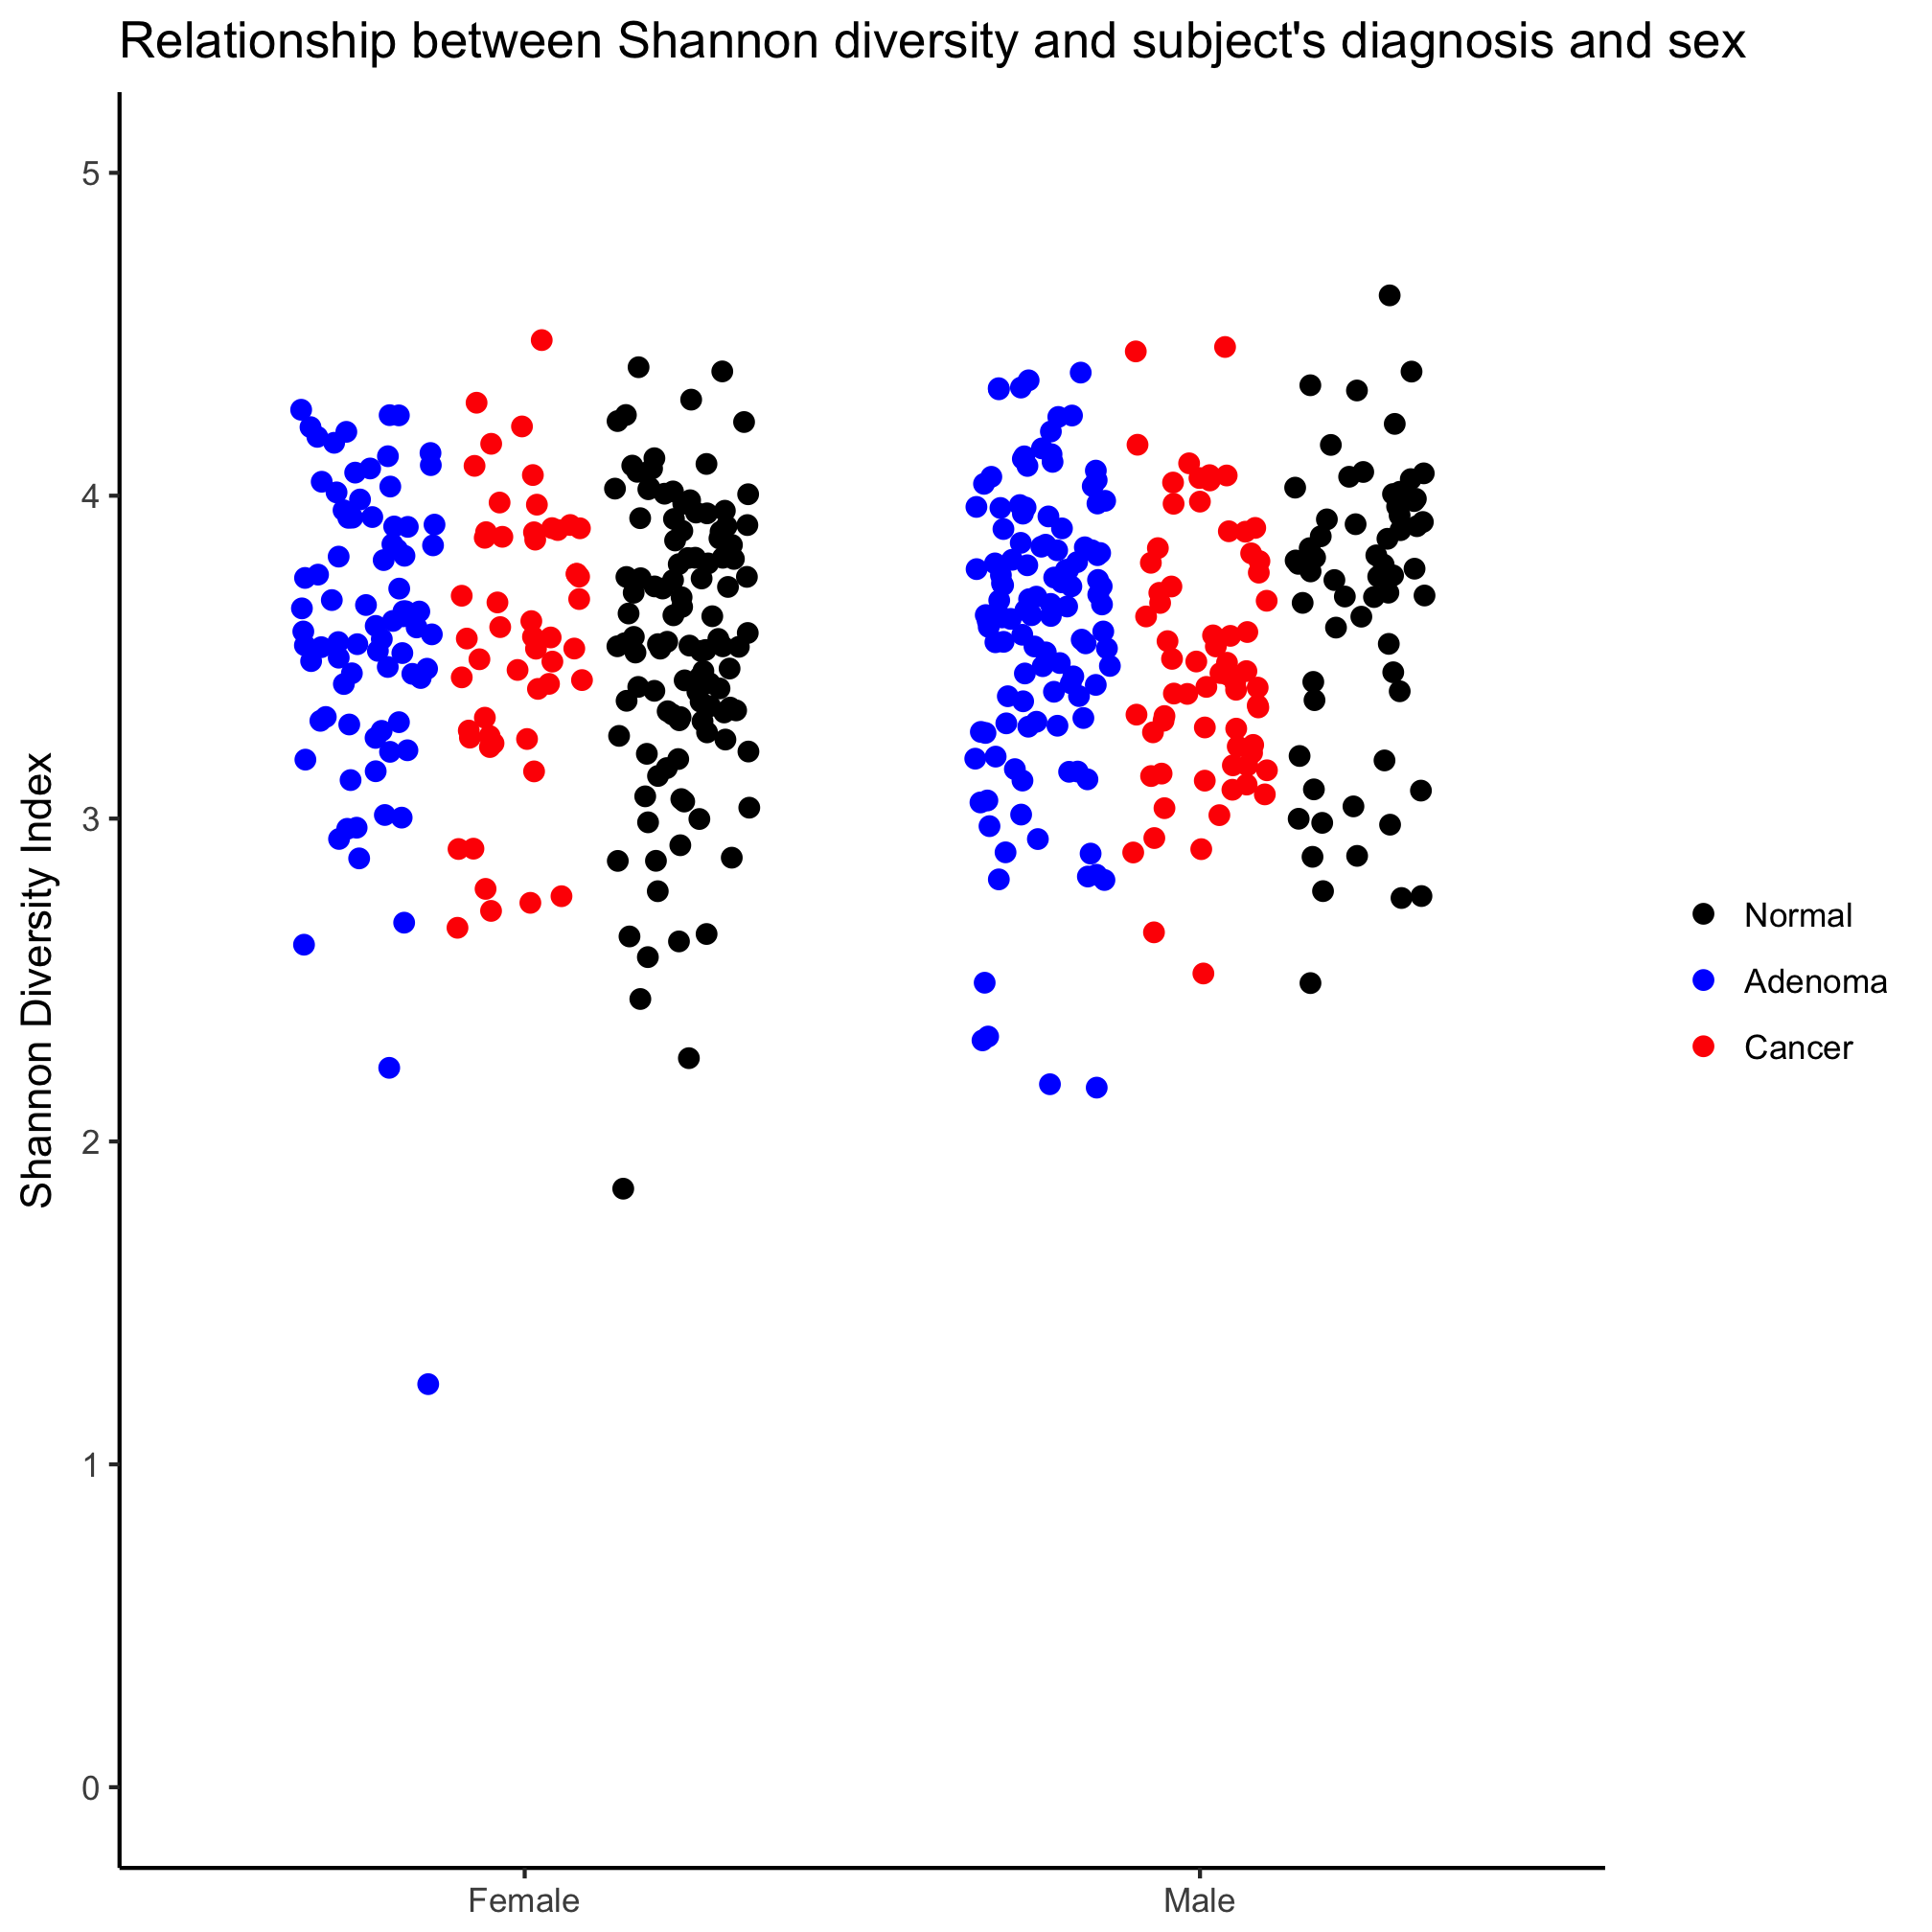 Relationship between Shannon diversity and subject's diagnosis and sex
Shannon Diversity Index
5
4
3
2
1
0
Female
Male
Normal
Adenoma
Cancer